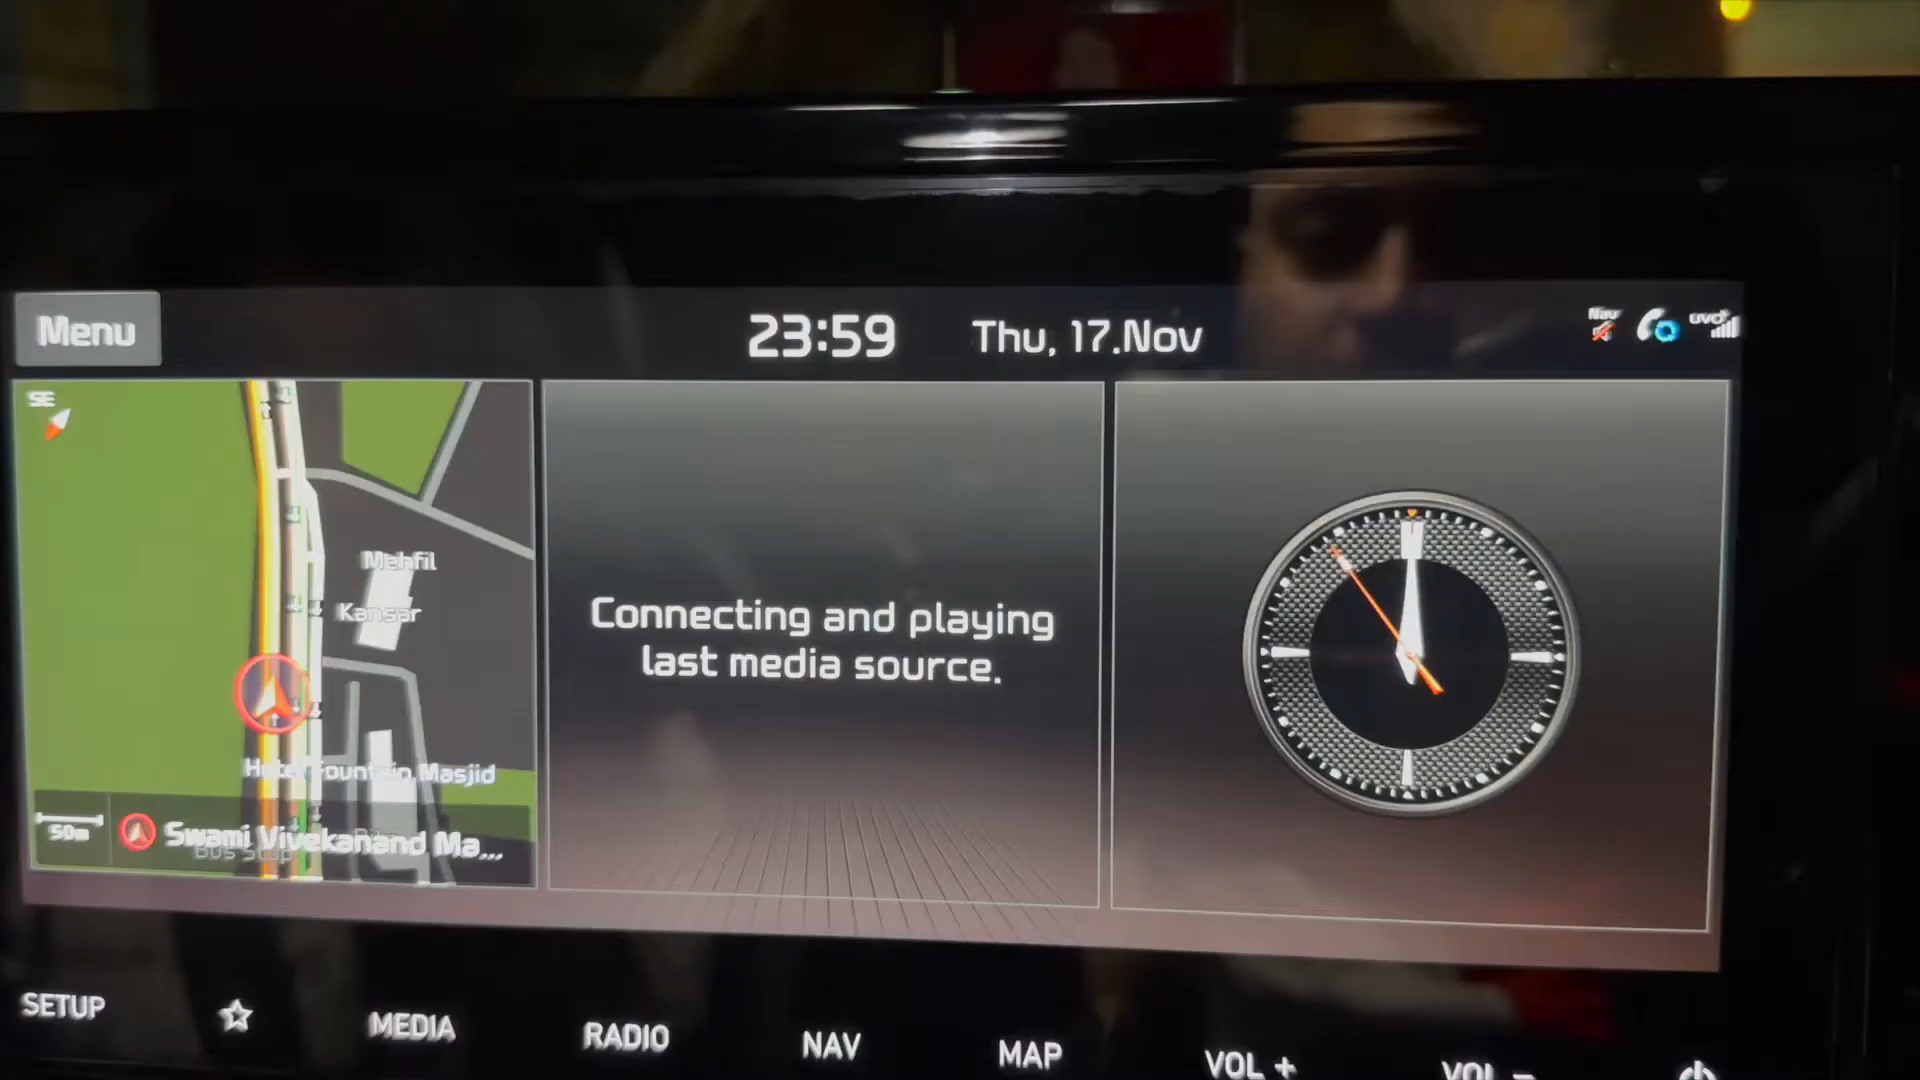 Menu
23:59
Thu, 17.Nov
Nav
UVO
SE
Mehfil
Kansar
Hotel Fountain Masjid
50m
Swami Vivekanand Ma...
Bus Stop
Connecting and playing
last media source.
SETUP
MEDIA
RADIO
NAV
MAP
VOL +
VOL -